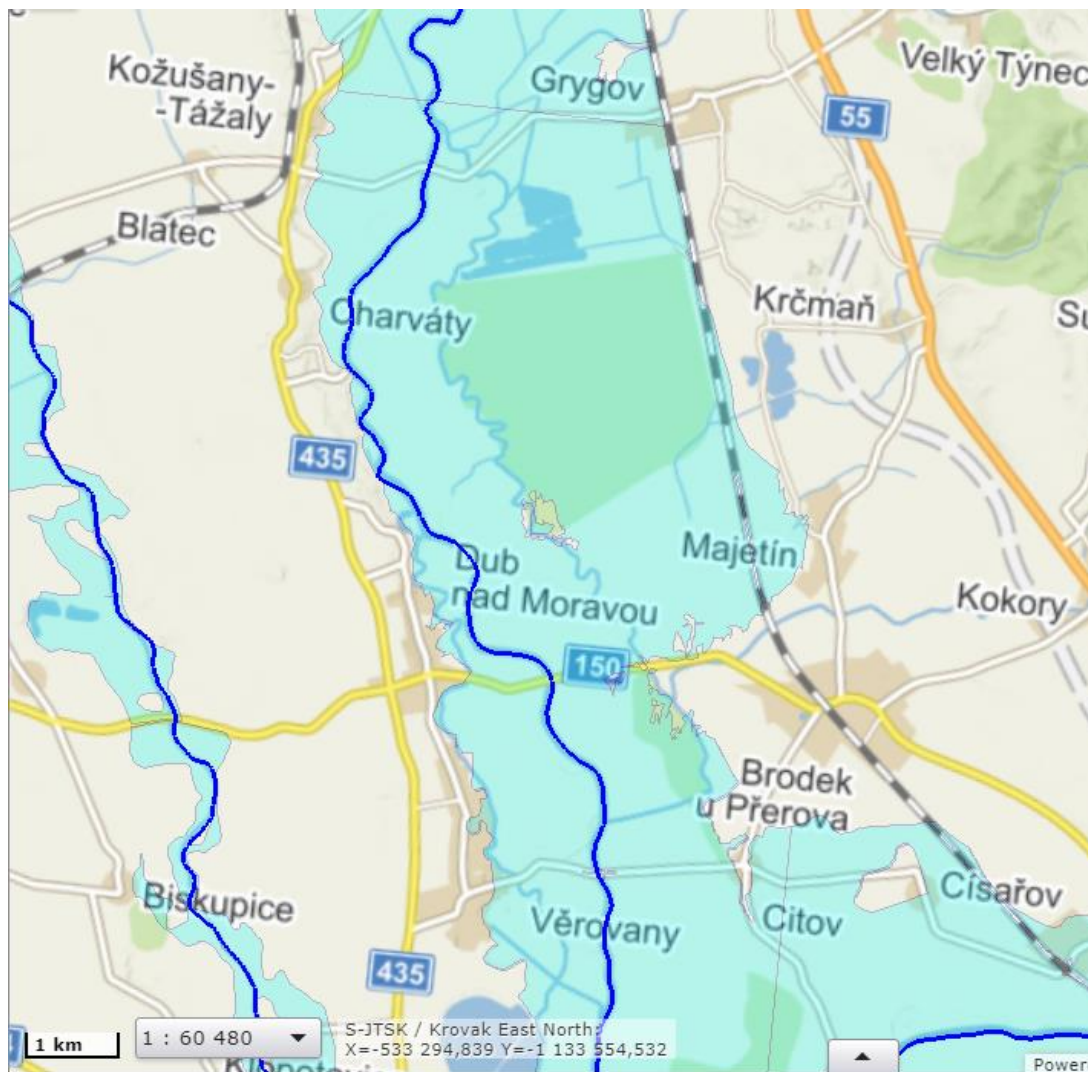 Velký Týnec
Kožušany-
-Tážaly
Grygov
55
Blatec
Krčmaň
Su
Charváty
435
Majetín
Dub
nad Moravou
Kokory
150
Brodek
u Přerova
Biskupice
Císařov
Věrovany
Citov
435
1 km
1 : 60 480
S-JTSK / Krovak East North:
X=-533 294,839 Y=-1 133 554,532
Power